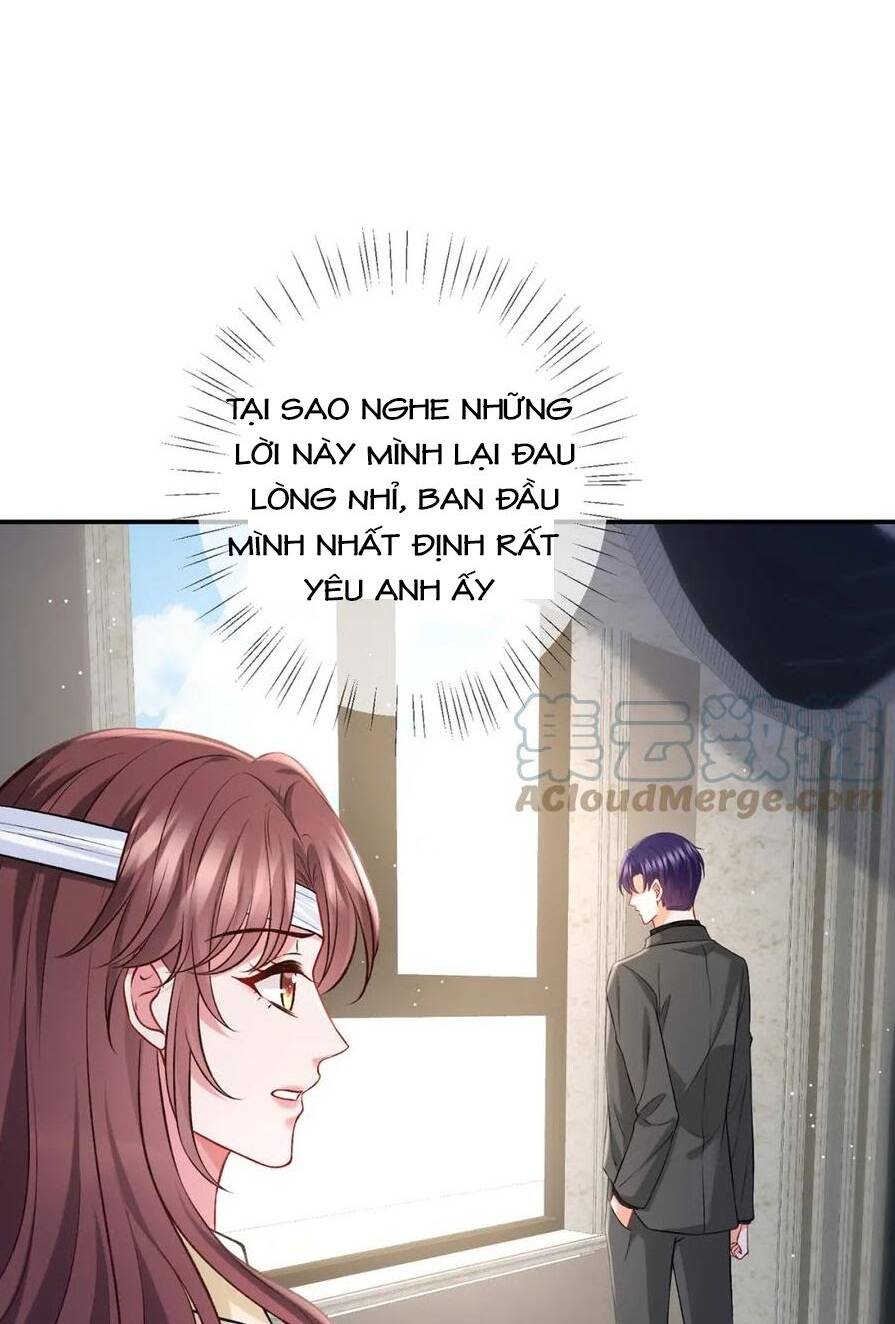 TẠI SAO NGHE NHỮNG
LỜI NÀY MÌNH LẠI ĐAU
LÒNG NHỈ, BAN ĐẦU
MÌNH NHẤT ĐỊNH RẤT
YÊU ANH ẤY
集云数据
ACloudMerge.com